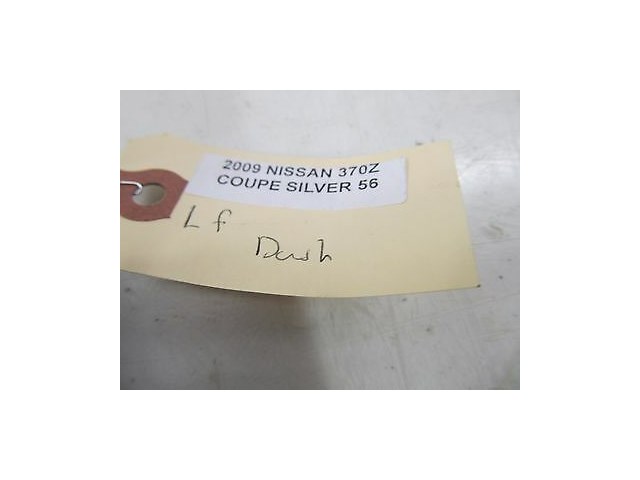 2009 NISSAN 370Z
COUPE SILVER 56
Lf
Dash